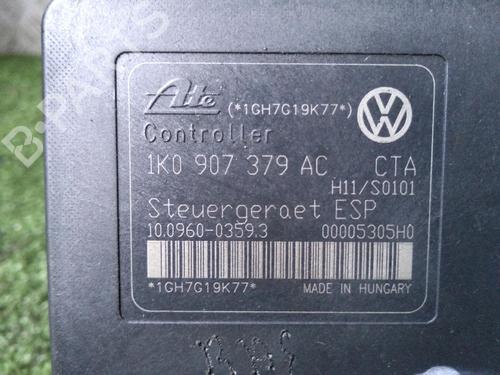 Ate (*1GH7G19K77*)
Controller
1K0 907 379 AC CTA
H11/S0101
Steuergeraet ESP
10.0960-0359.3 00005305H0
*1GH7G19K77* MADE IN HUNGARY
B-PARTS